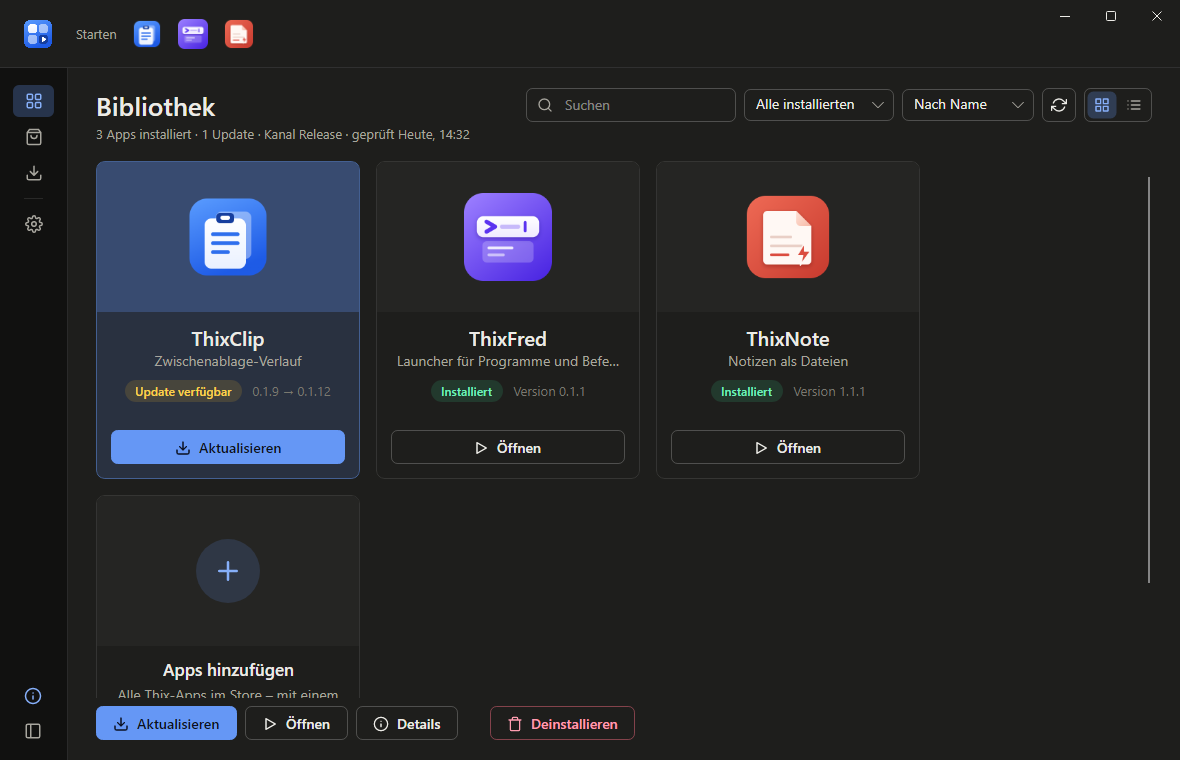 Starten
Bibliothek
Suchen
Alle installierten
Nach Name
3 Apps installiert · 1 Update · Kanal Release · geprüft Heute, 14:32
ThixClip
Zwischenablage-Verlauf
Update verfügbar 0.1.9 → 0.1.12
Aktualisieren
ThixFred
Launcher für Programme und Befe...
Installiert Version 0.1.1
Öffnen
ThixNote
Notizen als Dateien
Installiert Version 1.1.1
Öffnen
Apps hinzufügen
Alle Thix-Apps im Store – mit einem
Aktualisieren
Öffnen
Details
Deinstallieren